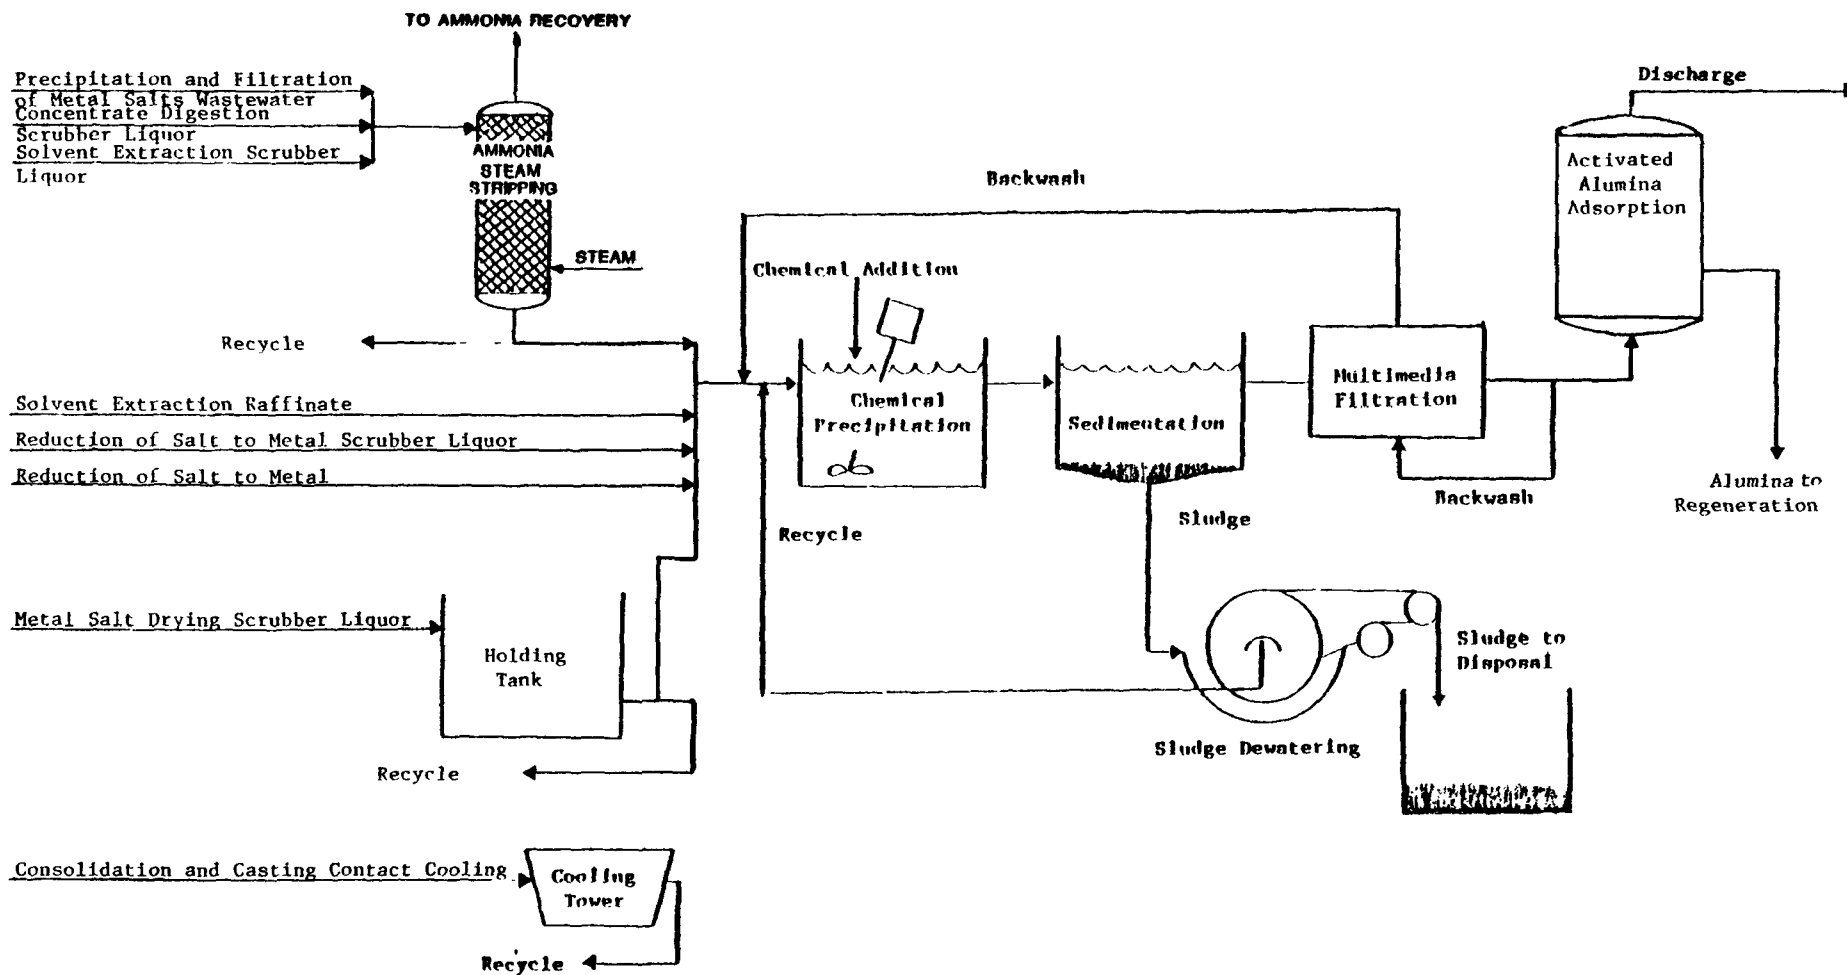 TO AMMONIA RECOVERY
Precipitation and Filtration
of Metal Salts Wastewater
Concentrate Digestion
Scrubber Liquor
Solvent Extraction Scrubber
Liquor
AMMONIA
STEAM
STRIPPING
STEAM
Recycle
Solvent Extraction Raffinate
Reduction of Salt to Metal Scrubber Liquor
Reduction of Salt to Metal
Metal Salt Drying Scrubber Liquor
Holding
Tank
Recycle
Consolidation and Casting Contact Cooling
Cooling
Tower
Recycle
Backwash
Chemical Addition
Chemical
Precipitation
Recycle
Sedimentation
Sludge
Sludge Dewatering
Sludge to
Disposal
Multimedia
Filtration
Backwash
Discharge
Activated
Alumina
Adsorption
Alumina to
Regeneration